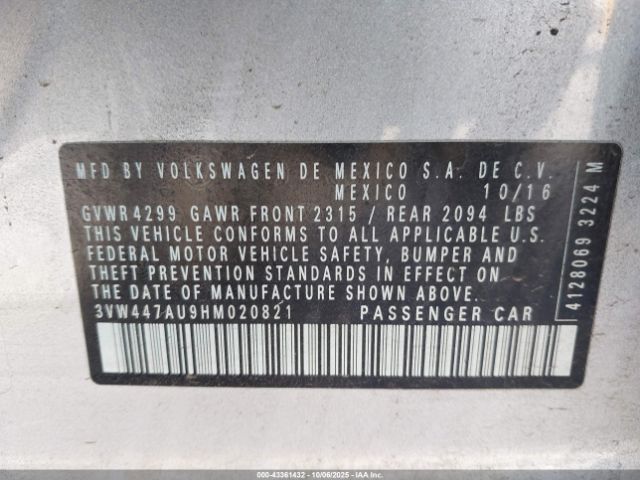 MFD BY VOLKSWAGEN DE MEXICO S.A. DE C.V.
MEXICO 10/16
GVWR 4299 GAWR FRONT 2315 / REAR 2094 LBS
THIS VEHICLE CONFORMS TO ALL APPLICABLE U.S.
FEDERAL MOTOR VEHICLE SAFETY, BUMPER AND
THEFT PREVENTION STANDARDS IN EFFECT ON
THE DATE OF MANUFACTURE SHOWN ABOVE.
3VW447AU9HM020821 PASSENGER CAR
4128069 3224 M
000-43361432 - 10/06/2025 - IAAI.COM